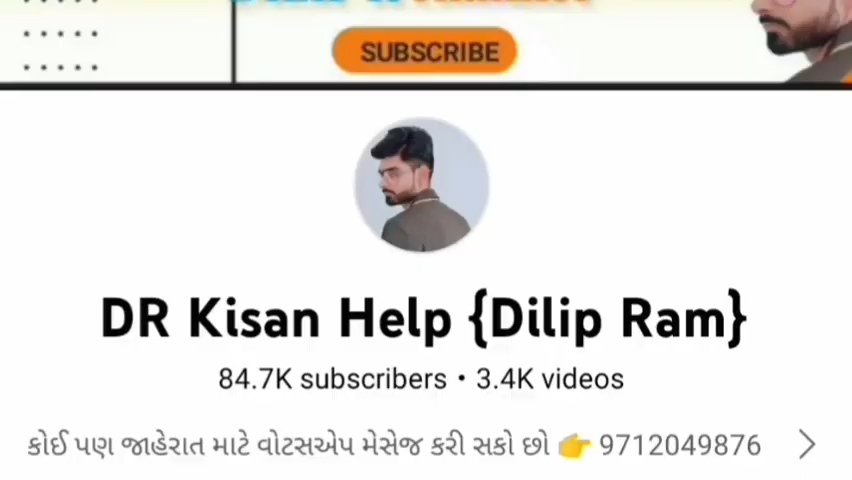 SUBSCRIBE
DR Kisan Help {Dilip Ram}
84.7K subscribers • 3.4K videos
કોઈ પણ જાહેરાત માટે વોટસએપ મેસેજ કરી સકો છો 👉 9712049876